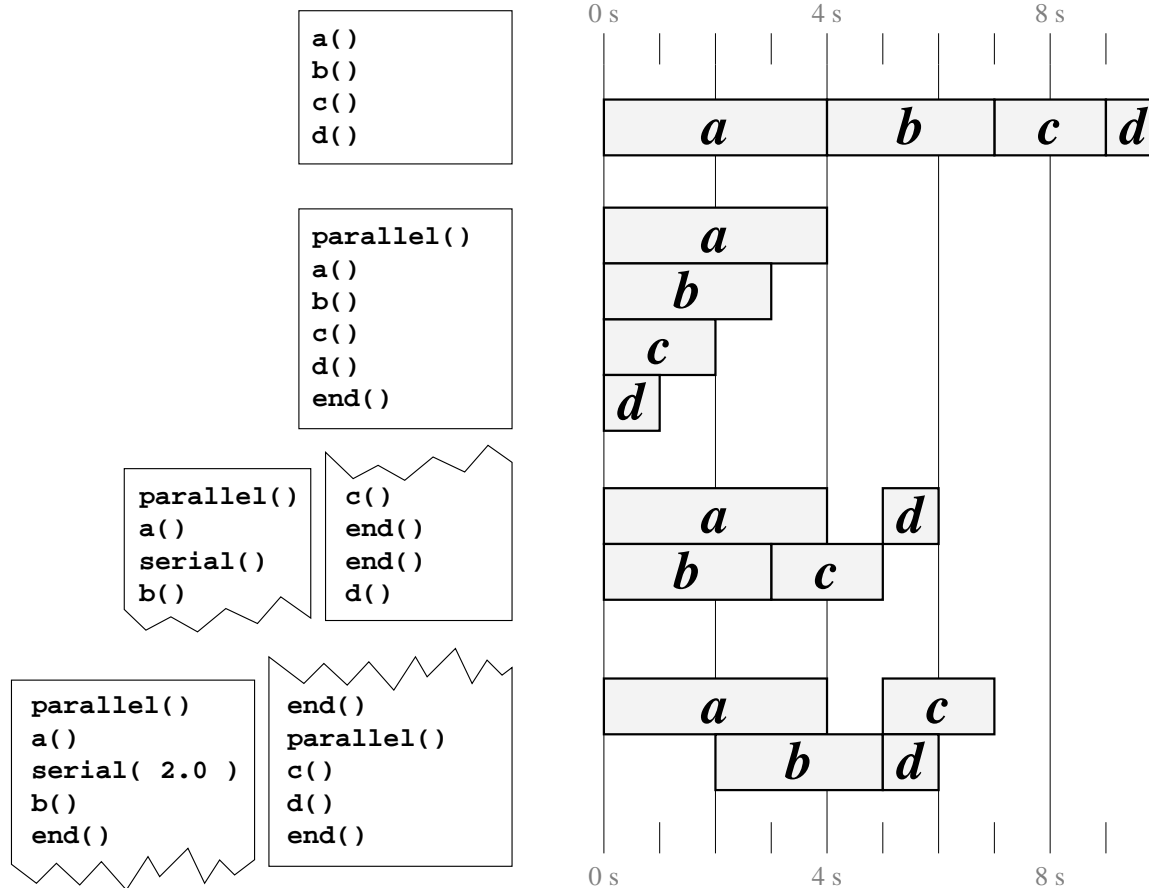 0 s 4 s 8 s
a()
b()
c()
d()
a b c d
parallel()
a()
b()
c()
d()
end()
a
b
c
d
parallel()
a()
serial()
b()
c()
end()
end()
d()
a d
b c
parallel()
a()
serial( 2.0 )
b()
end()
end()
parallel()
c()
d()
end()
a c
b d
0 s 4 s 8 s